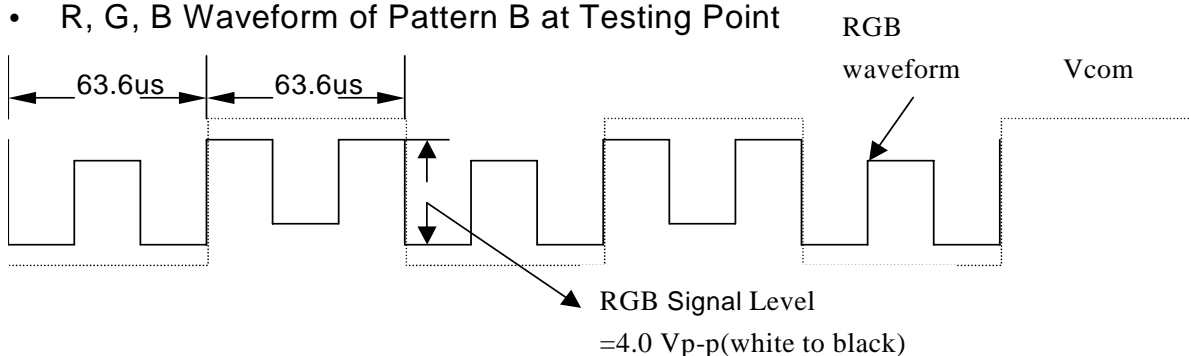 • R, G, B Waveform of Pattern B at Testing Point
RGB
waveform Vcom
63.6us 63.6us
RGB Signal Level
=4.0 Vp-p(white to black)